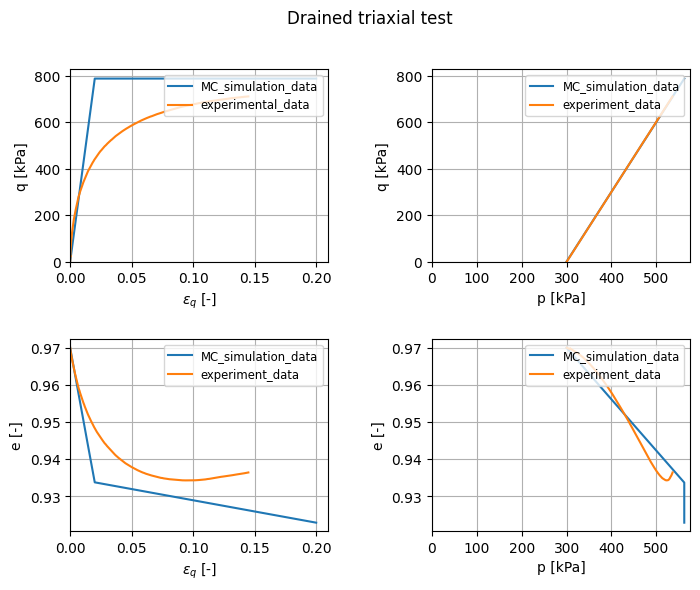 Drained triaxial test
800
600
400
200
0
q [kPa]
0.00 0.05 0.10 0.15 0.20
ε_q [-]
MC_simulation_data
experimental_data
800
600
400
200
0
q [kPa]
0 100 200 300 400 500
p [kPa]
MC_simulation_data
experiment_data
0.97
0.96
0.95
0.94
0.93
e [-]
0.00 0.05 0.10 0.15 0.20
ε_q [-]
MC_simulation_data
experiment_data
0.97
0.96
0.95
0.94
0.93
e [-]
0 100 200 300 400 500
p [kPa]
MC_simulation_data
experiment_data